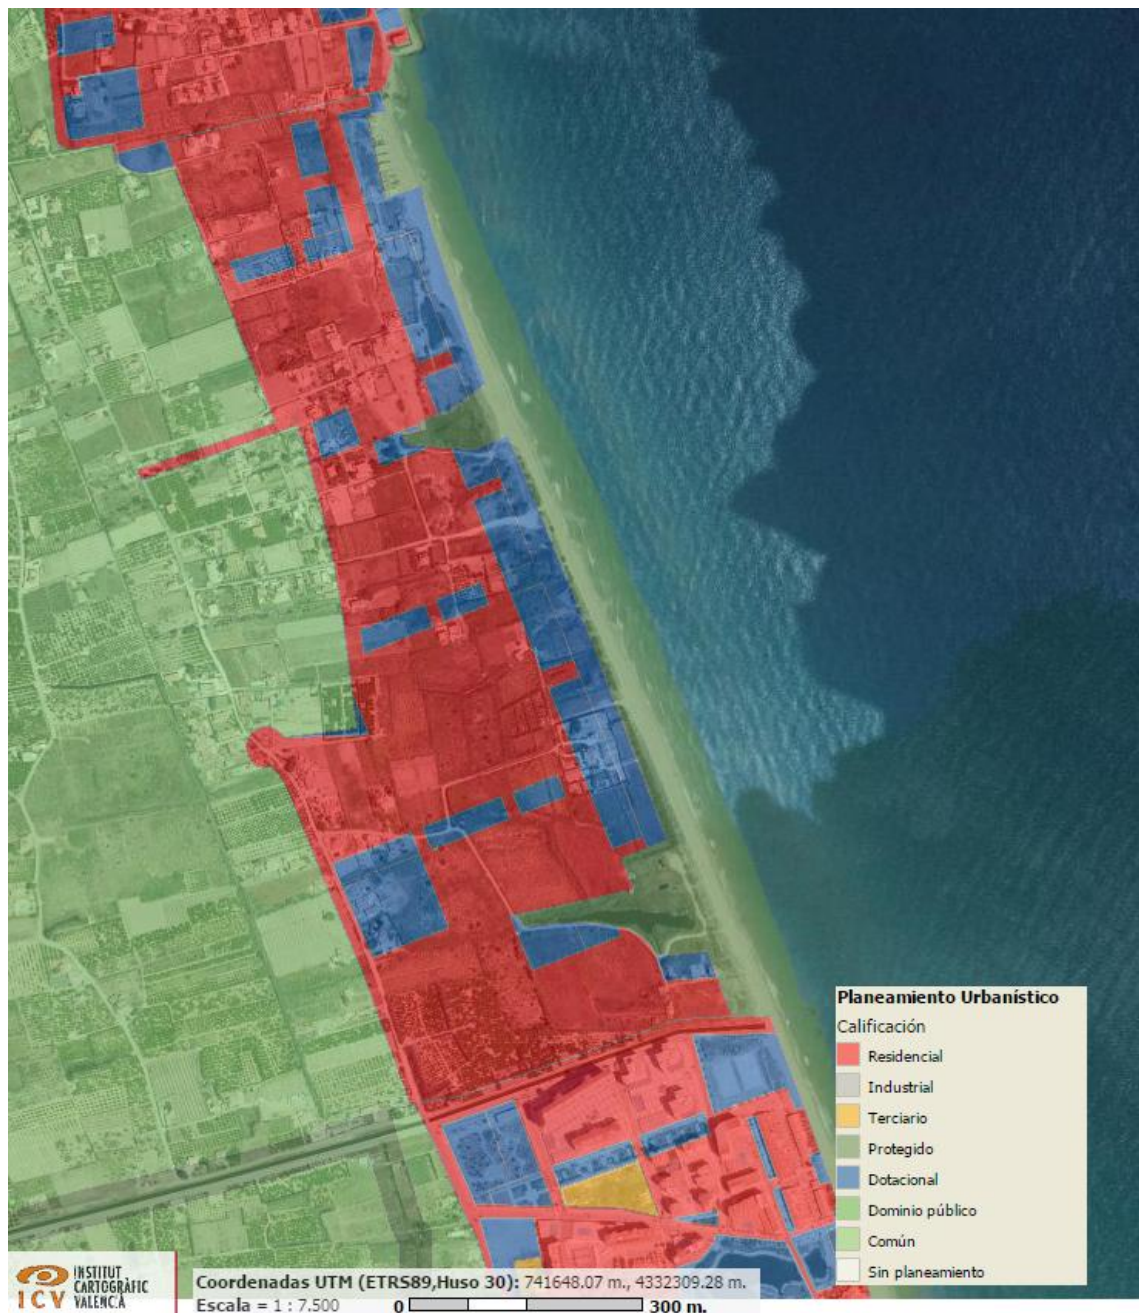 Planeamiento Urbanístico
Calificación
Residencial
Industrial
Terciario
Protegido
Dotacional
Dominio público
Común
Sin planeamiento
INSTITUT
CARTOGRÀFIC
ICV VALENCIÀ
Coordenadas UTM (ETRS89,Huso 30): 741648.07 m., 4332309.28 m.
Escala = 1 : 7.500 0 300 m.